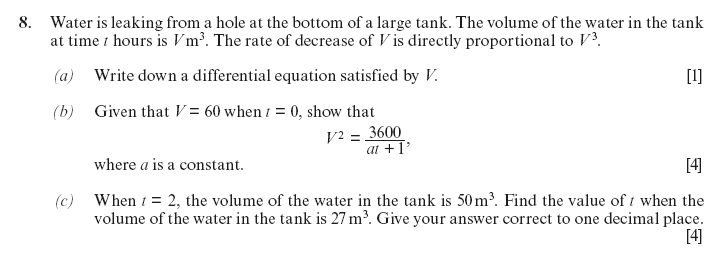 8. Water is leaking from a hole at the bottom of a large tank. The volume of the water in the tank
at time t hours is V m³. The rate of decrease of V is directly proportional to V³.
(a) Write down a differential equation satisfied by V. [1]
(b) Given that V = 60 when t = 0, show that
V² = 3600 / (at + 1),
where a is a constant. [4]
(c) When t = 2, the volume of the water in the tank is 50 m³. Find the value of t when the
volume of the water in the tank is 27 m³. Give your answer correct to one decimal place.
[4]